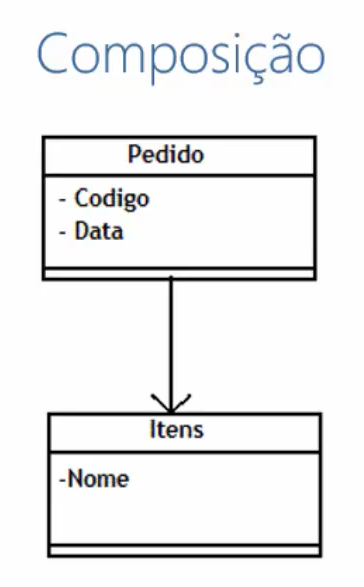 Composição
Pedido
- Codigo
- Data
Itens
-Nome